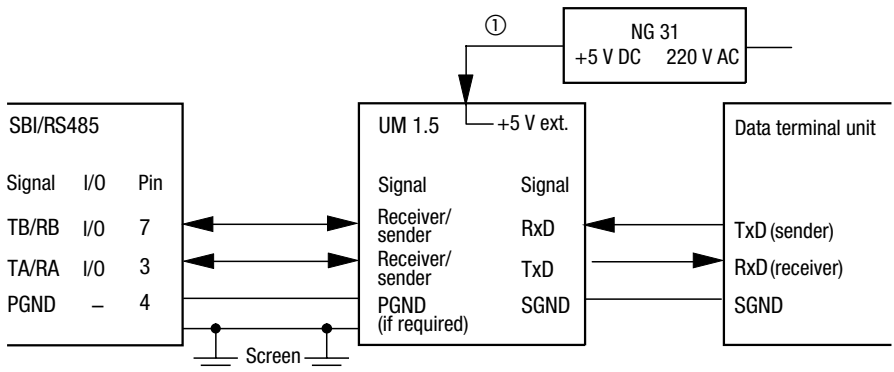 ①
NG 31
+5 V DC 220 V AC
SBI/RS485
Signal I/O Pin
TB/RB I/O 7
TA/RA I/O 3
PGND – 4
Screen
UM 1.5
+5 V ext.
Signal Signal
Receiver/
sender
RxD
Receiver/
sender
TxD
PGND
(if required)
SGND
Data terminal unit
TxD (sender)
RxD (receiver)
SGND